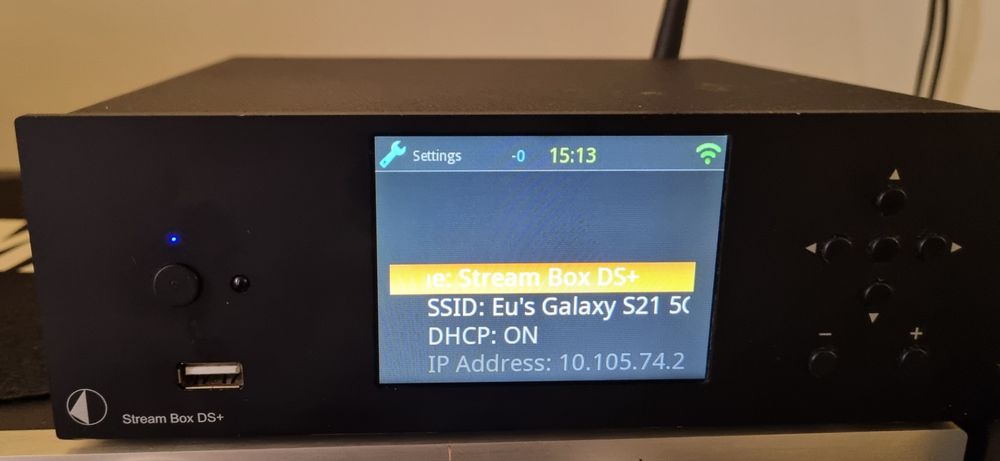 Settings -0 15:13
e: Stream Box DS+
SSID: Eu's Galaxy S21
DHCP: ON
IP Address: 10.105.74.2
− +
Stream Box DS+